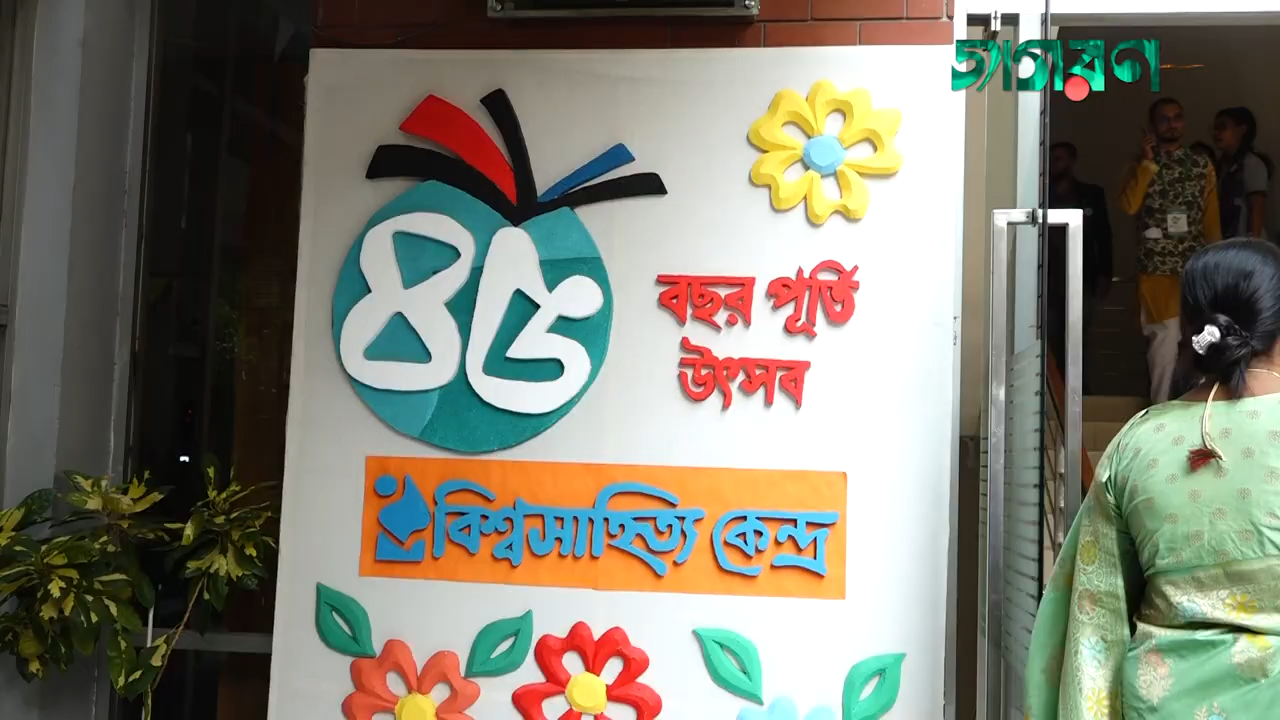 জাগরণ
৪৫
বছর পূর্তি
উৎসব
বিশ্বসাহিত্য কেন্দ্র